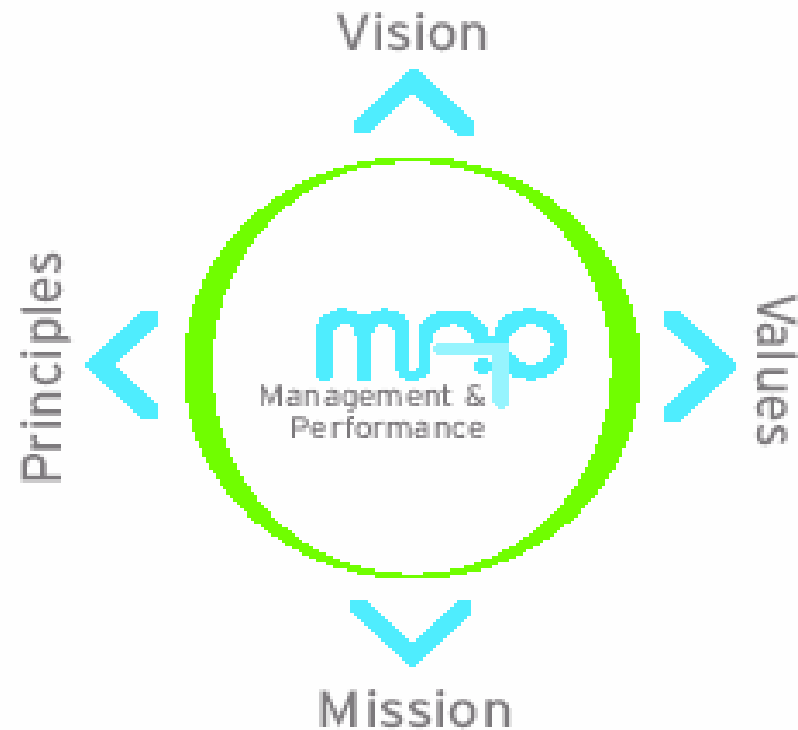 Vision
Principles
map
Management &
Performance
Values
Mission